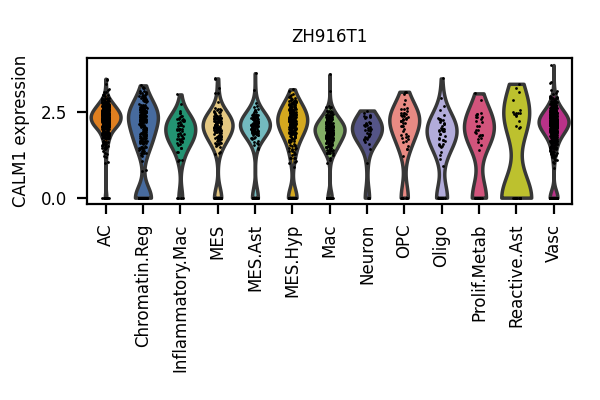 ZH916T1
CALM1 expression
2.5
0.0
AC
Chromatin.Reg
Inflammatory.Mac
MES
MES.Ast
MES.Hyp
Mac
Neuron
OPC
Oligo
Prolif.Metab
Reactive.Ast
Vasc